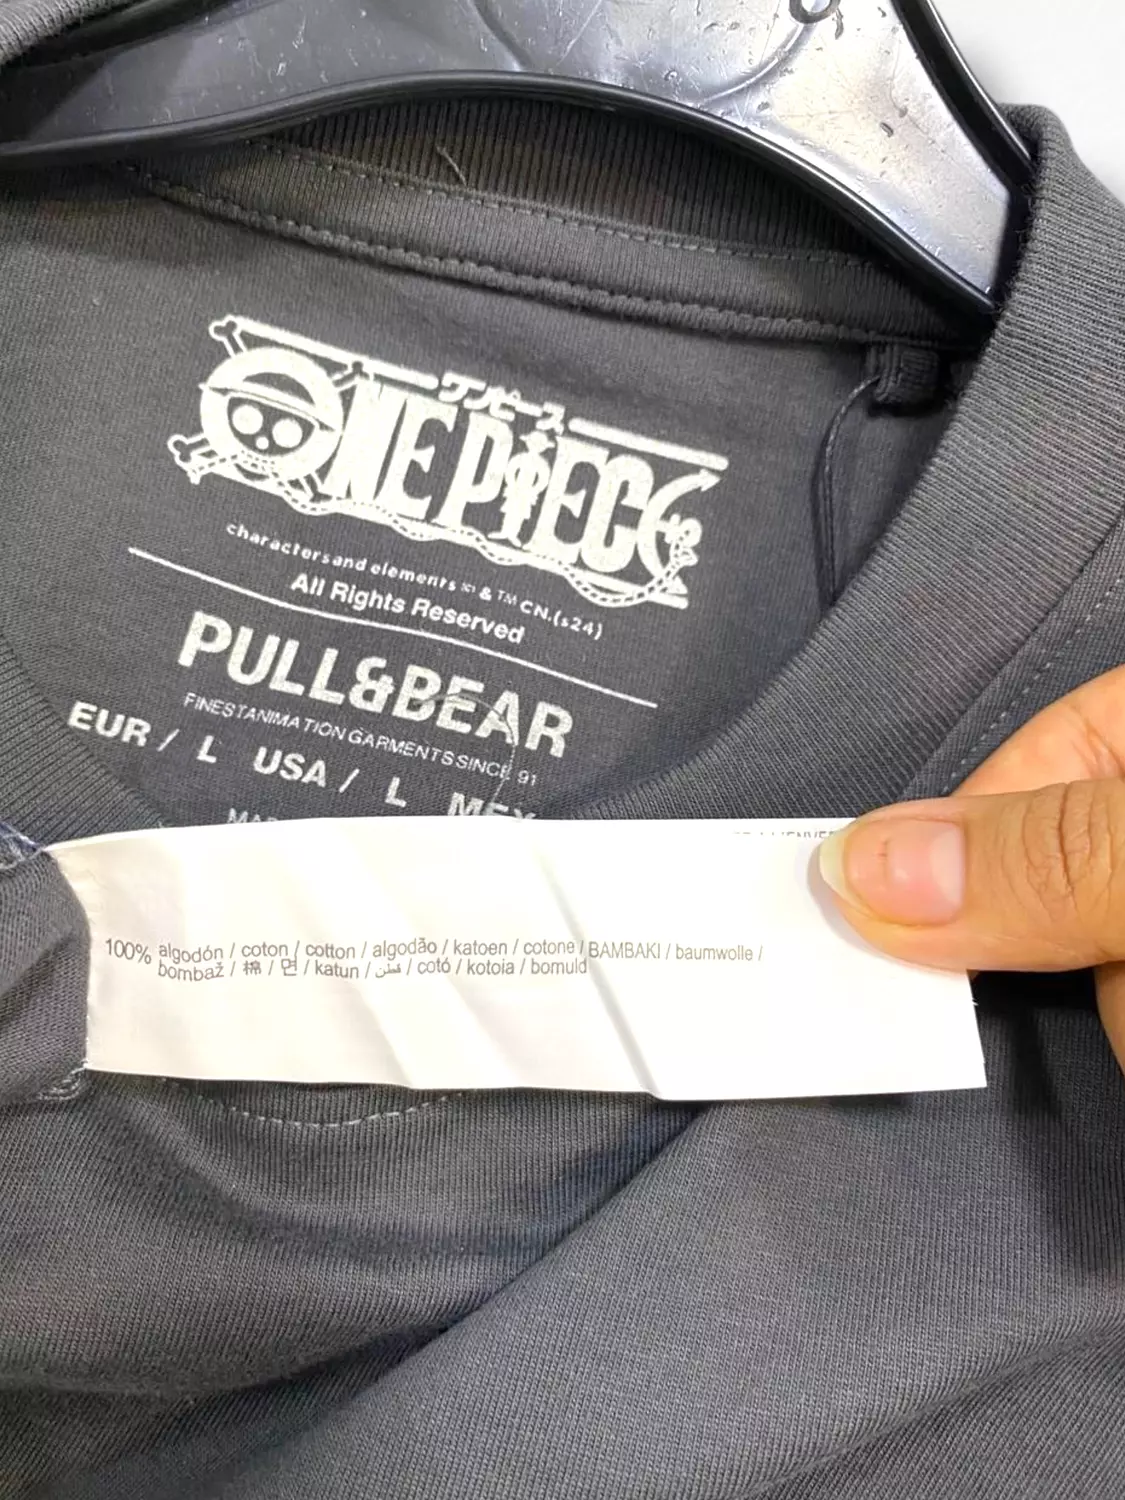 ワンピース
ONE PIECE
characters and elements © & ™ CN.(s24)
All Rights Reserved
PULL&BEAR
FINEST ANIMATION GARMENTS SINCE 91
EUR / L USA / L MEX
100% algodón / coton / cotton / algodão / katoen / cotone / BAMBAKI / baumwolle /
bombaž / 棉 / 면 / katun / قطن / cotó / kotoia / bomuld